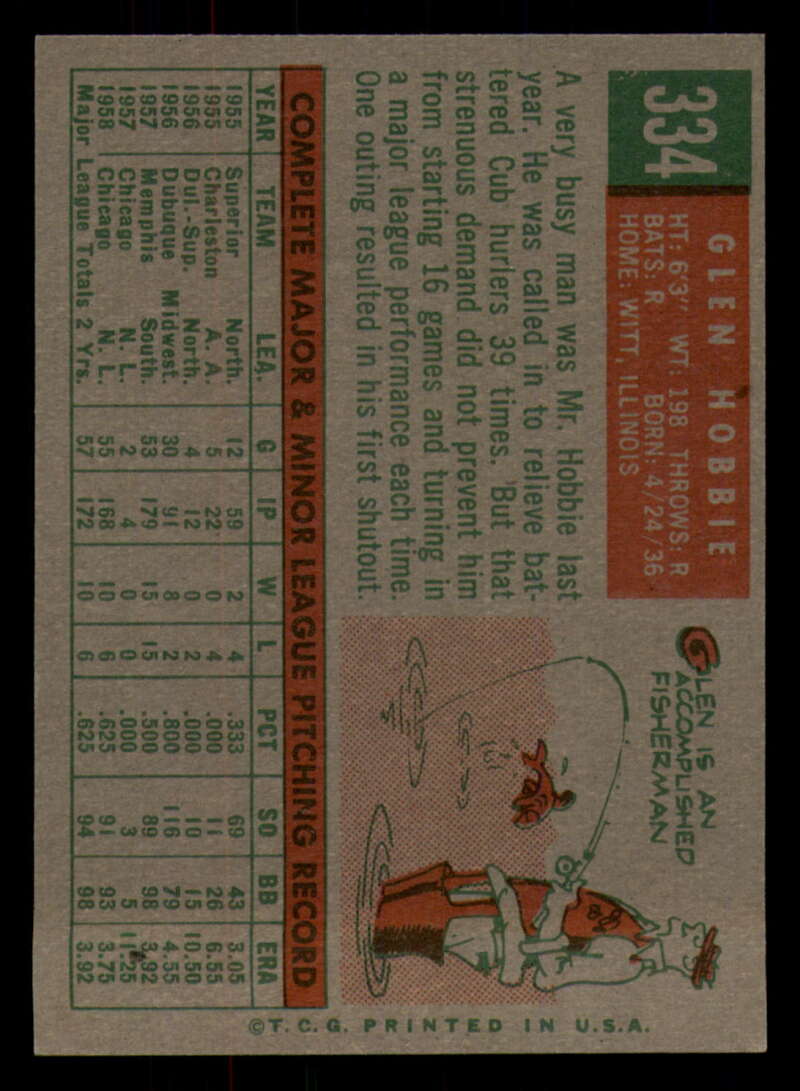 334
GLEN HOBBIE
HT: 6'3" WT: 198 THROWS: R
BATS: R BORN: 4/24/36
HOME: WITT, ILLINOIS
A very busy man was Mr. Hobbie last
year. He was called in to relieve bat-
tered Cub hurlers 39 times. But that
strenuous demand did not prevent him
from starting 16 games and turning in
a major league performance each time.
One outing resulted in his first shutout.
GLEN IS AN
ACCOMPLISHED
FISHERMAN
COMPLETE MAJOR & MINOR LEAGUE PITCHING RECORD
YEAR TEAM LEA. G IP W L PCT SO BB ERA
1955 Superior North. 12 59 2 4 .333 69 43 3.05
1955 Charleston A. A. 5 22 0 4 .000 11 26 6.55
1956 Dul.-Sup. North. 4 12 0 2 .000 10 15 10.50
1956 Dubuque Midwest. 30 91 8 2 .800 116 79 4.55
1957 Memphis South. 53 179 15 15 .500 89 98 3.92
1957 Chicago N. L. 2 4 0 0 .000 3 5 11.25
1958 Chicago N. L. 55 168 10 6 .625 91 93 3.75
Major League Totals 2 Yrs. 57 172 10 6 .625 94 98 3.92
©T.C.G. PRINTED IN U.S.A.